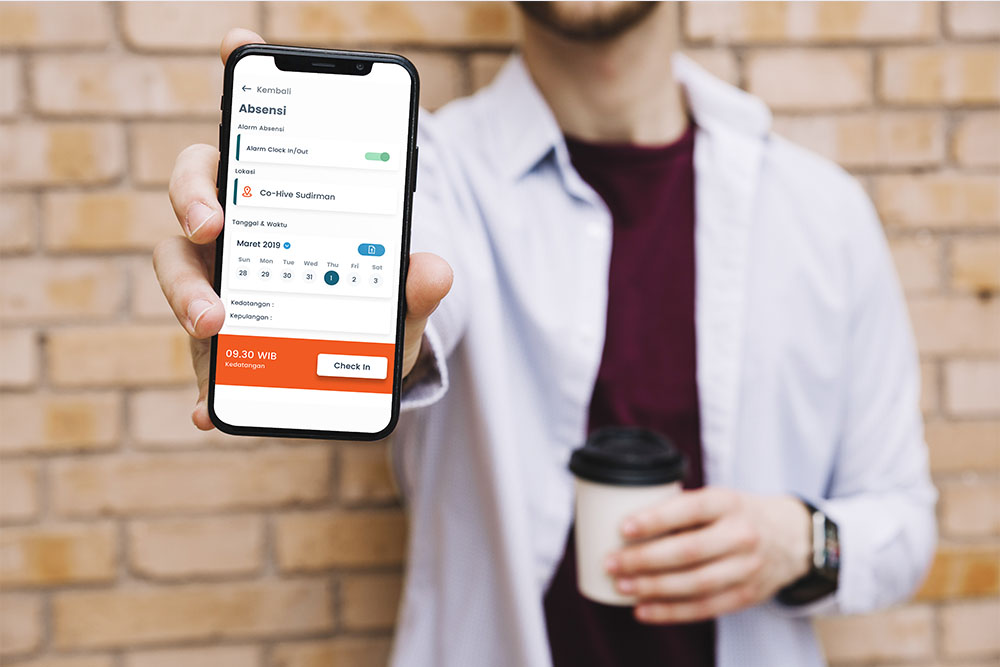 Kembali
Absensi
Alarm Absensi
Alarm Clock In/Out
Lokasi
Co-Hive Sudirman
Tanggal & Waktu
Maret 2019
Sun Mon Tue Wed Thu Fri Sat
28 29 30 31 1 2 3
Kedatangan :
Kepulangan :
09.30 WIB
Kedatangan
Check In